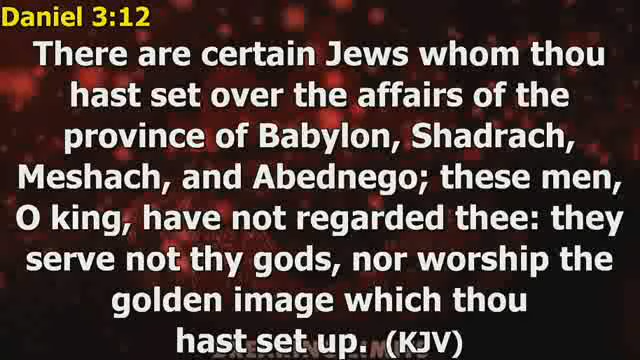 Daniel 3:12
There are certain Jews whom thou
hast set over the affairs of the
province of Babylon, Shadrach,
Meshach, and Abednego; these men,
O king, have not regarded thee: they
serve not thy gods, nor worship the
golden image which thou
hast set up. (KJV)